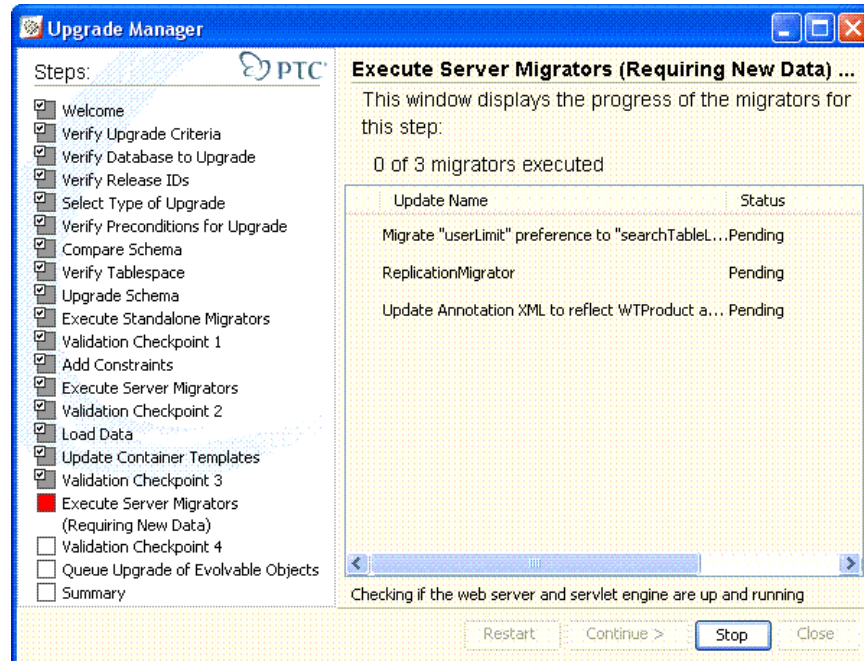 Upgrade Manager
Steps:
PTC
Welcome
Verify Upgrade Criteria
Verify Database to Upgrade
Verify Release IDs
Select Type of Upgrade
Verify Preconditions for Upgrade
Compare Schema
Verify Tablespace
Upgrade Schema
Execute Standalone Migrators
Validation Checkpoint 1
Add Constraints
Execute Server Migrators
Validation Checkpoint 2
Load Data
Update Container Templates
Validation Checkpoint 3
Execute Server Migrators
(Requiring New Data)
Validation Checkpoint 4
Queue Upgrade of Evolvable Objects
Summary
Execute Server Migrators (Requiring New Data) ...
This window displays the progress of the migrators for
this step:
0 of 3 migrators executed
Update Name Status
Migrate "userLimit" preference to "searchTableL... Pending
ReplicationMigrator Pending
Update Annotation XML to reflect WTProduct a... Pending
Checking if the web server and servlet engine are up and running
Restart Continue > Stop Close